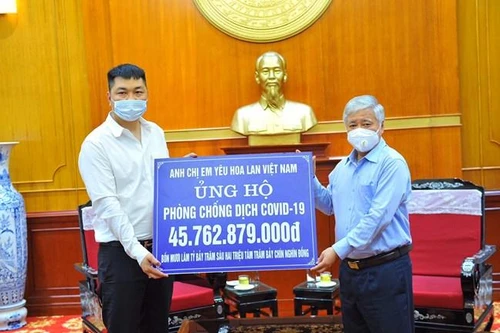 ANH CHỊ EM YÊU HOA LAN VIỆT NAM
ỦNG HỘ
PHÒNG CHỐNG DỊCH COVID-19
45.762.879.000đ
BỐN MƯƠI LĂM TỶ BẢY TRĂM SÁU HAI TRIỆU TÁM TRĂM BẢY CHÍN NGHÌN ĐỒNG